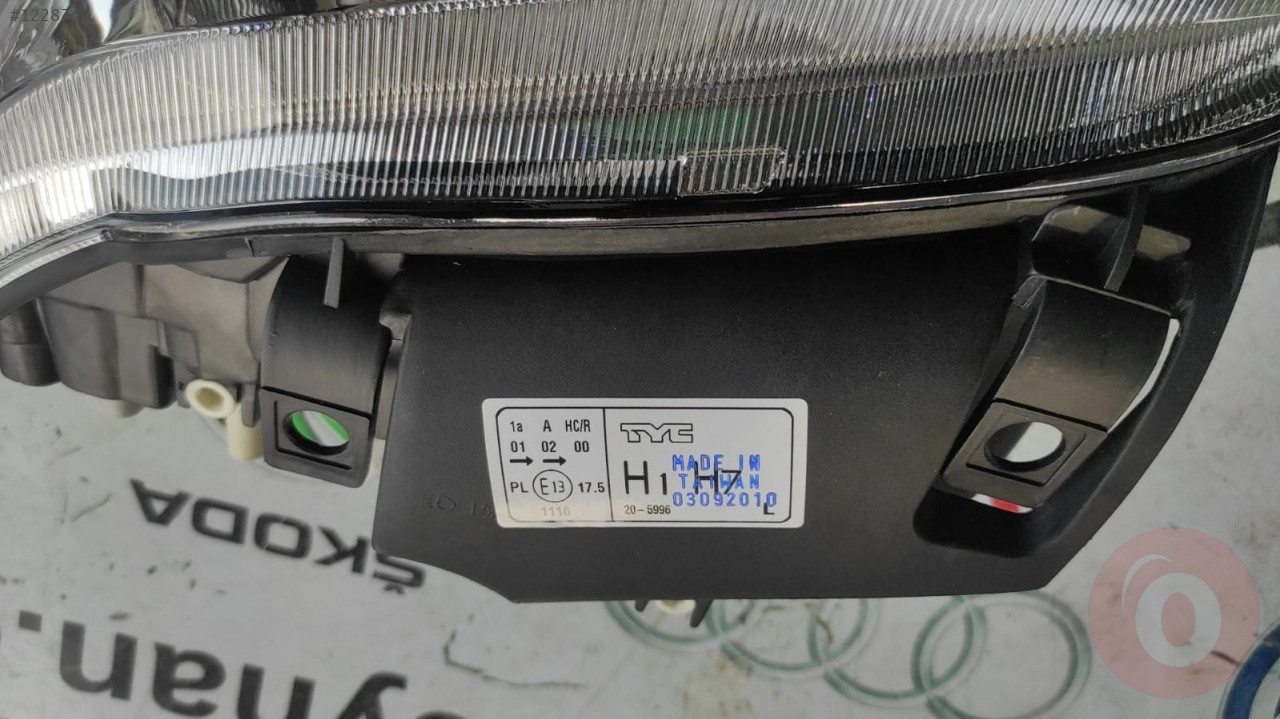 #12287
1a A HC/R
01 02 00
PL E13 17.5
1116
TYC
H1 H7
MADE IN
TAIWAN
03092010
20-5996 L
ŠKODA